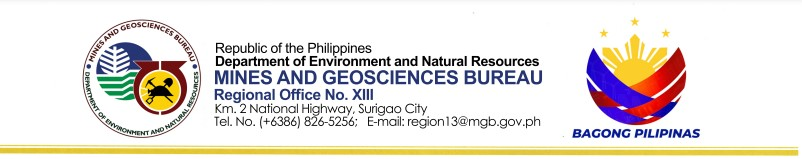 MINES AND GEOSCIENCES BUREAU
DEPARTMENT OF ENVIRONMENT AND NATURAL RESOURCES
Republic of the Philippines
Department of Environment and Natural Resources
MINES AND GEOSCIENCES BUREAU
Regional Office No. XIII
Km. 2 National Highway, Surigao City
Tel. No. (+6386) 826-5256;   E-mail: region13@mgb.gov.ph
BAGONG PILIPINAS